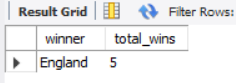 Result Grid Filter Rows:
winner total_wins
England 5